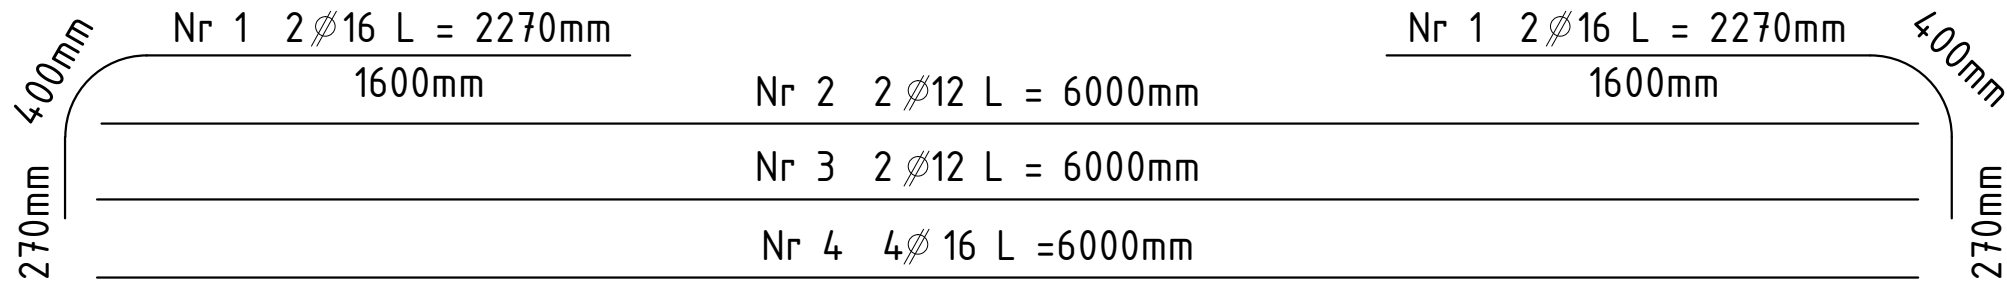 Nr 1 2⌀16 L = 2270mm
1600mm
400mm
270mm
Nr 1 2⌀16 L = 2270mm
1600mm
400mm
270mm
Nr 2 2⌀12 L = 6000mm
Nr 3 2⌀12 L = 6000mm
Nr 4 4⌀ 16 L =6000mm